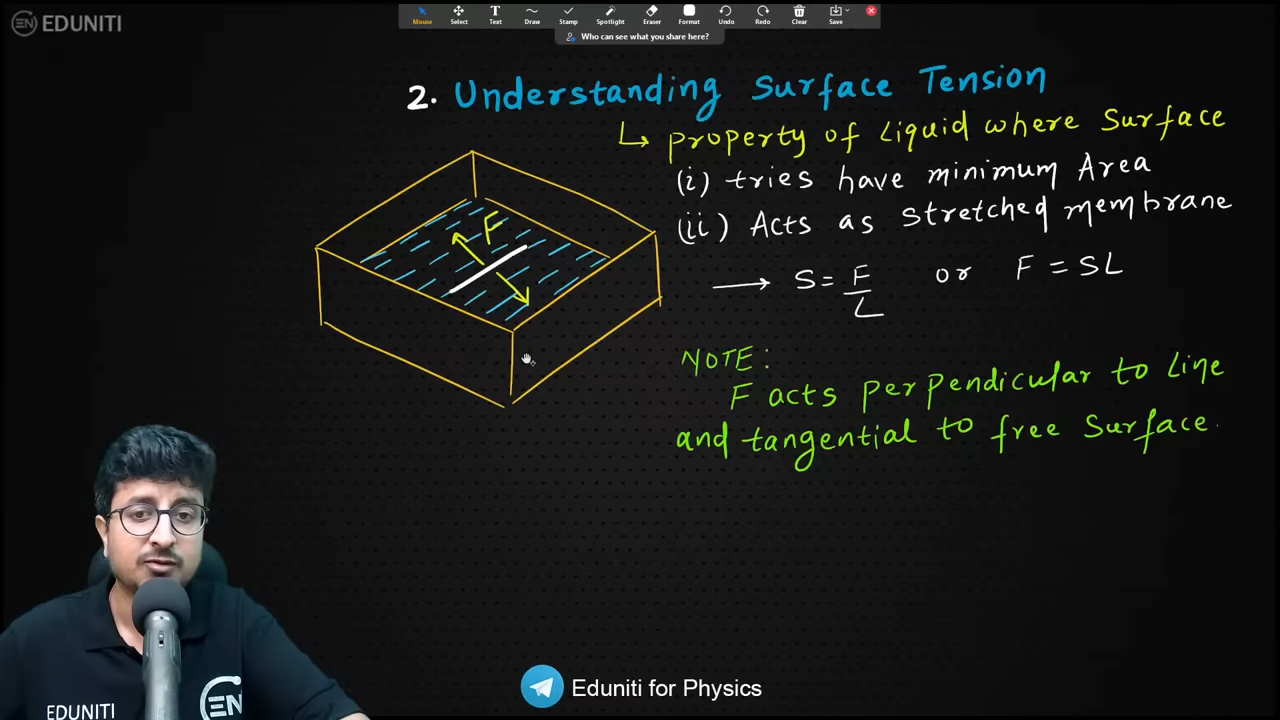 EN EDUNITI
Mouse Select Text Draw Stamp Spotlight Eraser Format Undo Redo Clear Save
Who can see what you share here?
2. Understanding Surface Tension
↳ property of Liquid where Surface
(i) tries have minimum Area
(ii) Acts as stretched membrane
F
⟶ S = F/L or F = SL
NOTE:
F acts perpendicular to Line
and tangential to free Surface.
EDUNITI
EN
Eduniti for Physics